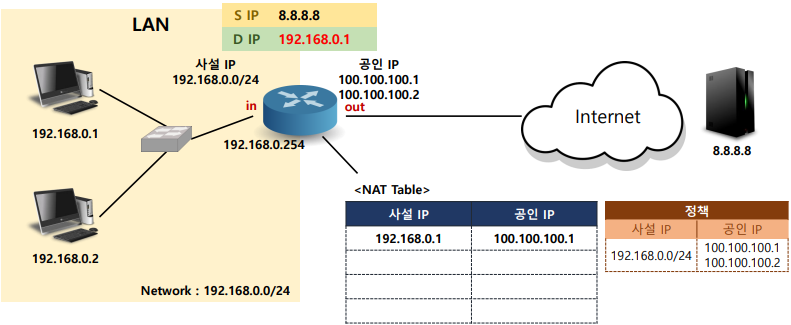 LAN
S IP 8.8.8.8
D IP 192.168.0.1
사설 IP
192.168.0.0/24
공인 IP
100.100.100.1
100.100.100.2
in
out
192.168.0.1
192.168.0.254
Internet
8.8.8.8
192.168.0.2
Network : 192.168.0.0/24
<NAT Table>
사설 IP 공인 IP
192.168.0.1 100.100.100.1
정책
사설 IP 공인 IP
192.168.0.0/24 100.100.100.1
100.100.100.2